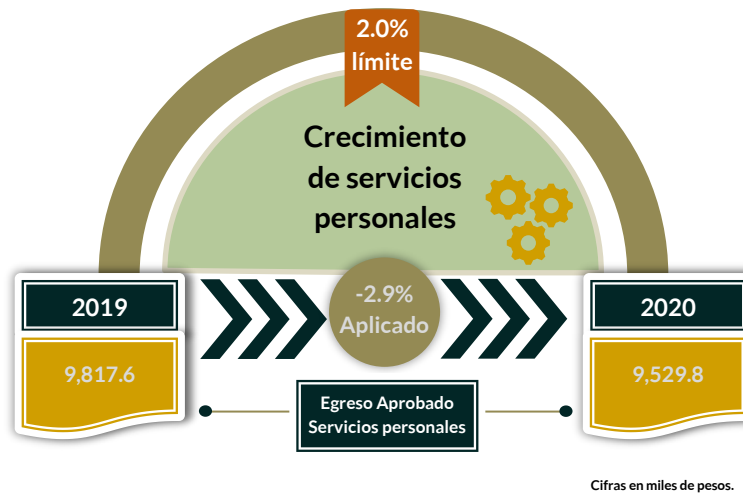 2.0%
límite
Crecimiento
de servicios
personales
2019
-2.9%
Aplicado
2020
9,817.6
9,529.8
Egreso Aprobado
Servicios personales
Cifras en miles de pesos.